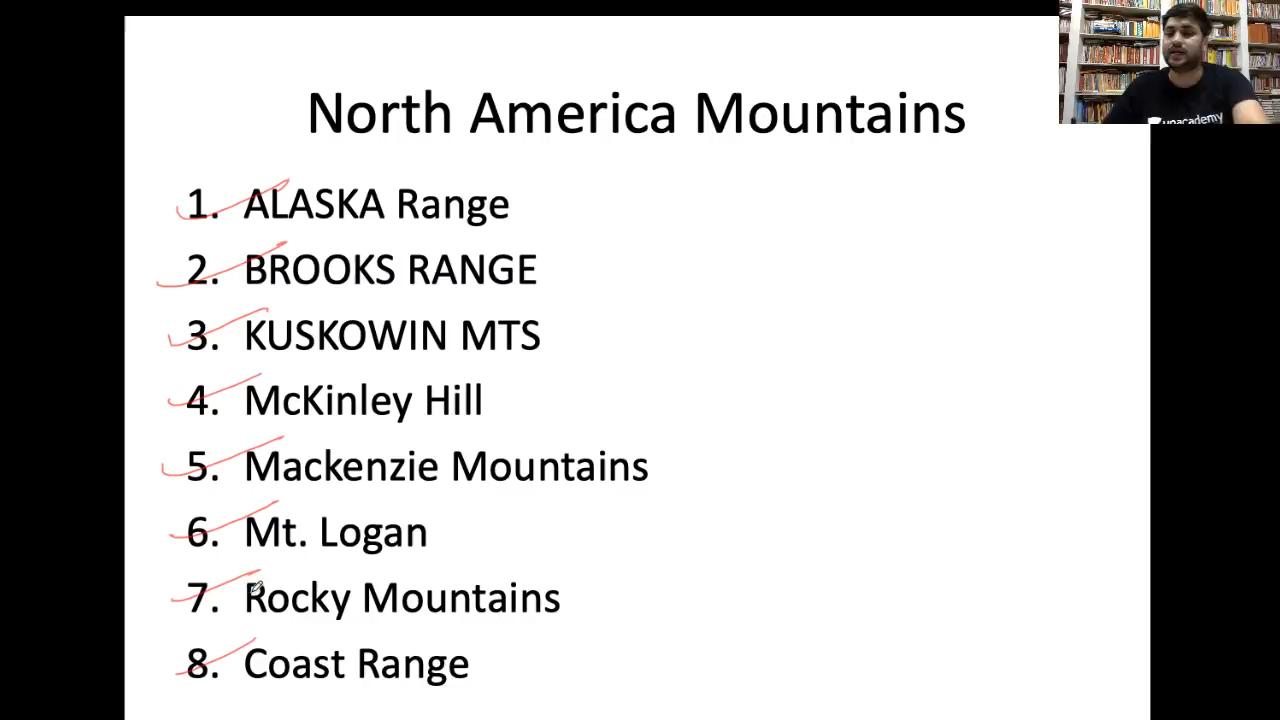 North America Mountains
1. ALASKA Range
2. BROOKS RANGE
3. KUSKOWIN MTS
4. McKinley Hill
5. Mackenzie Mountains
6. Mt. Logan
7. Rocky Mountains
8. Coast Range
unacademy